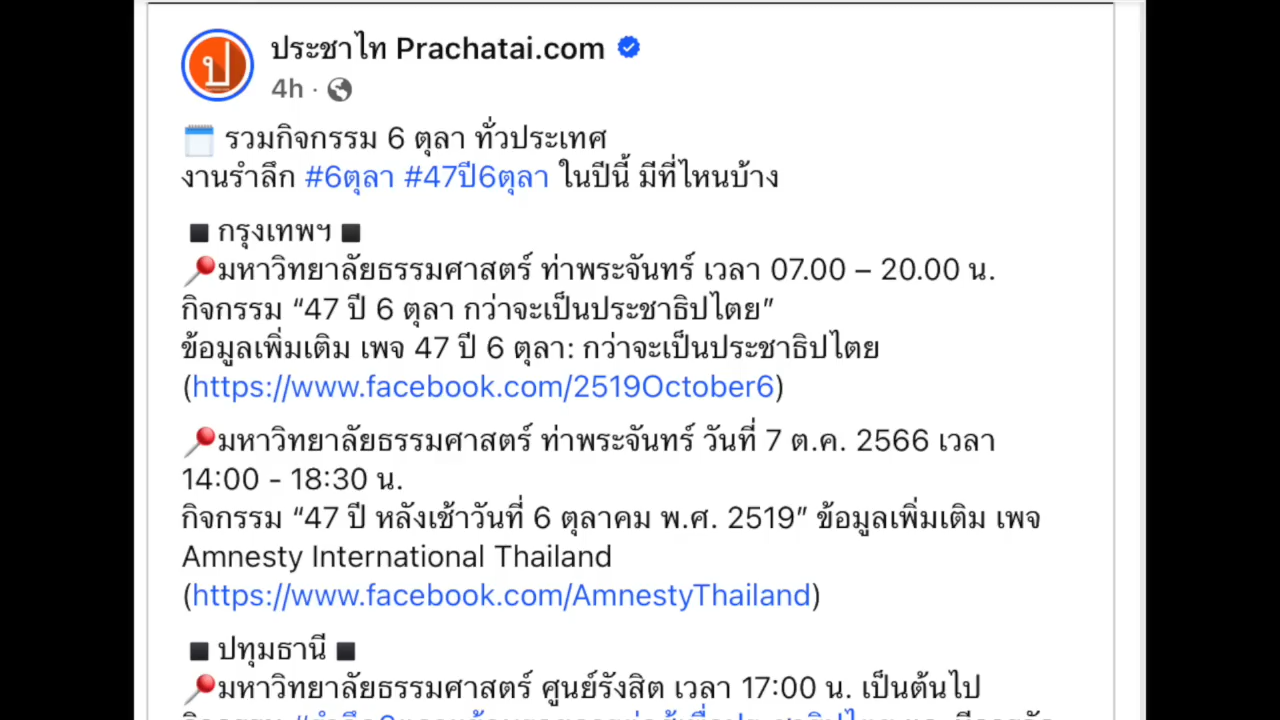 ประชาไท Prachatai.com
4h ·
รวมกิจกรรม 6 ตุลา ทั่วประเทศ
งานรำลึก #6ตุลา #47ปี6ตุลา ในปีนี้ มีที่ไหนบ้าง
◾กรุงเทพฯ◾
📍มหาวิทยาลัยธรรมศาสตร์ ท่าพระจันทร์ เวลา 07.00 – 20.00 น.
กิจกรรม “47 ปี 6 ตุลา กว่าจะเป็นประชาธิปไตย”
ข้อมูลเพิ่มเติม เพจ 47 ปี 6 ตุลา: กว่าจะเป็นประชาธิปไตย
(https://www.facebook.com/2519October6)
📍มหาวิทยาลัยธรรมศาสตร์ ท่าพระจันทร์ วันที่ 7 ต.ค. 2566 เวลา
14:00 - 18:30 น.
กิจกรรม “47 ปี หลังเช้าวันที่ 6 ตุลาคม พ.ศ. 2519” ข้อมูลเพิ่มเติม เพจ
Amnesty International Thailand
(https://www.facebook.com/AmnestyThailand)
◾ปทุมธานี◾
📍มหาวิทยาลัยธรรมศาสตร์ ศูนย์รังสิต เวลา 17:00 น. เป็นต้นไป